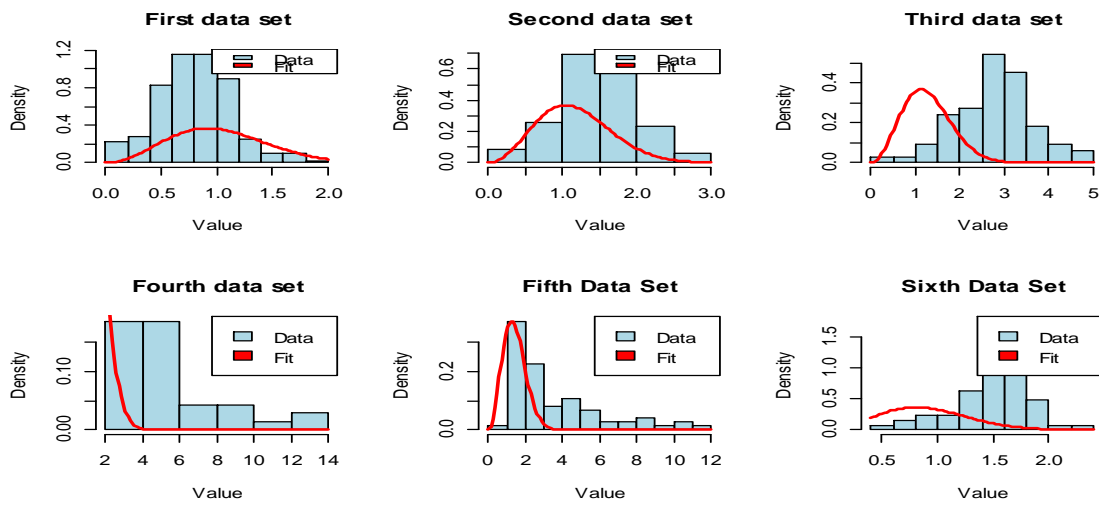 First data set
Density
0.0 0.4 0.8 1.2
Data
Fit
0.0 0.5 1.0 1.5 2.0
Value
Second data set
Density
0.0 0.2 0.4 0.6
Data
Fit
0.0 1.0 2.0 3.0
Value
Third data set
Density
0.0 0.2 0.4
0 1 2 3 4 5
Value
Fourth data set
Density
0.00 0.10
Data
Fit
2 4 6 8 10 12 14
Value
Fifth Data Set
Density
0.0 0.2
Data
Fit
0 2 4 6 8 10 12
Value
Sixth Data Set
Density
0.0 0.5 1.0 1.5
Data
Fit
0.5 1.0 1.5 2.0
Value